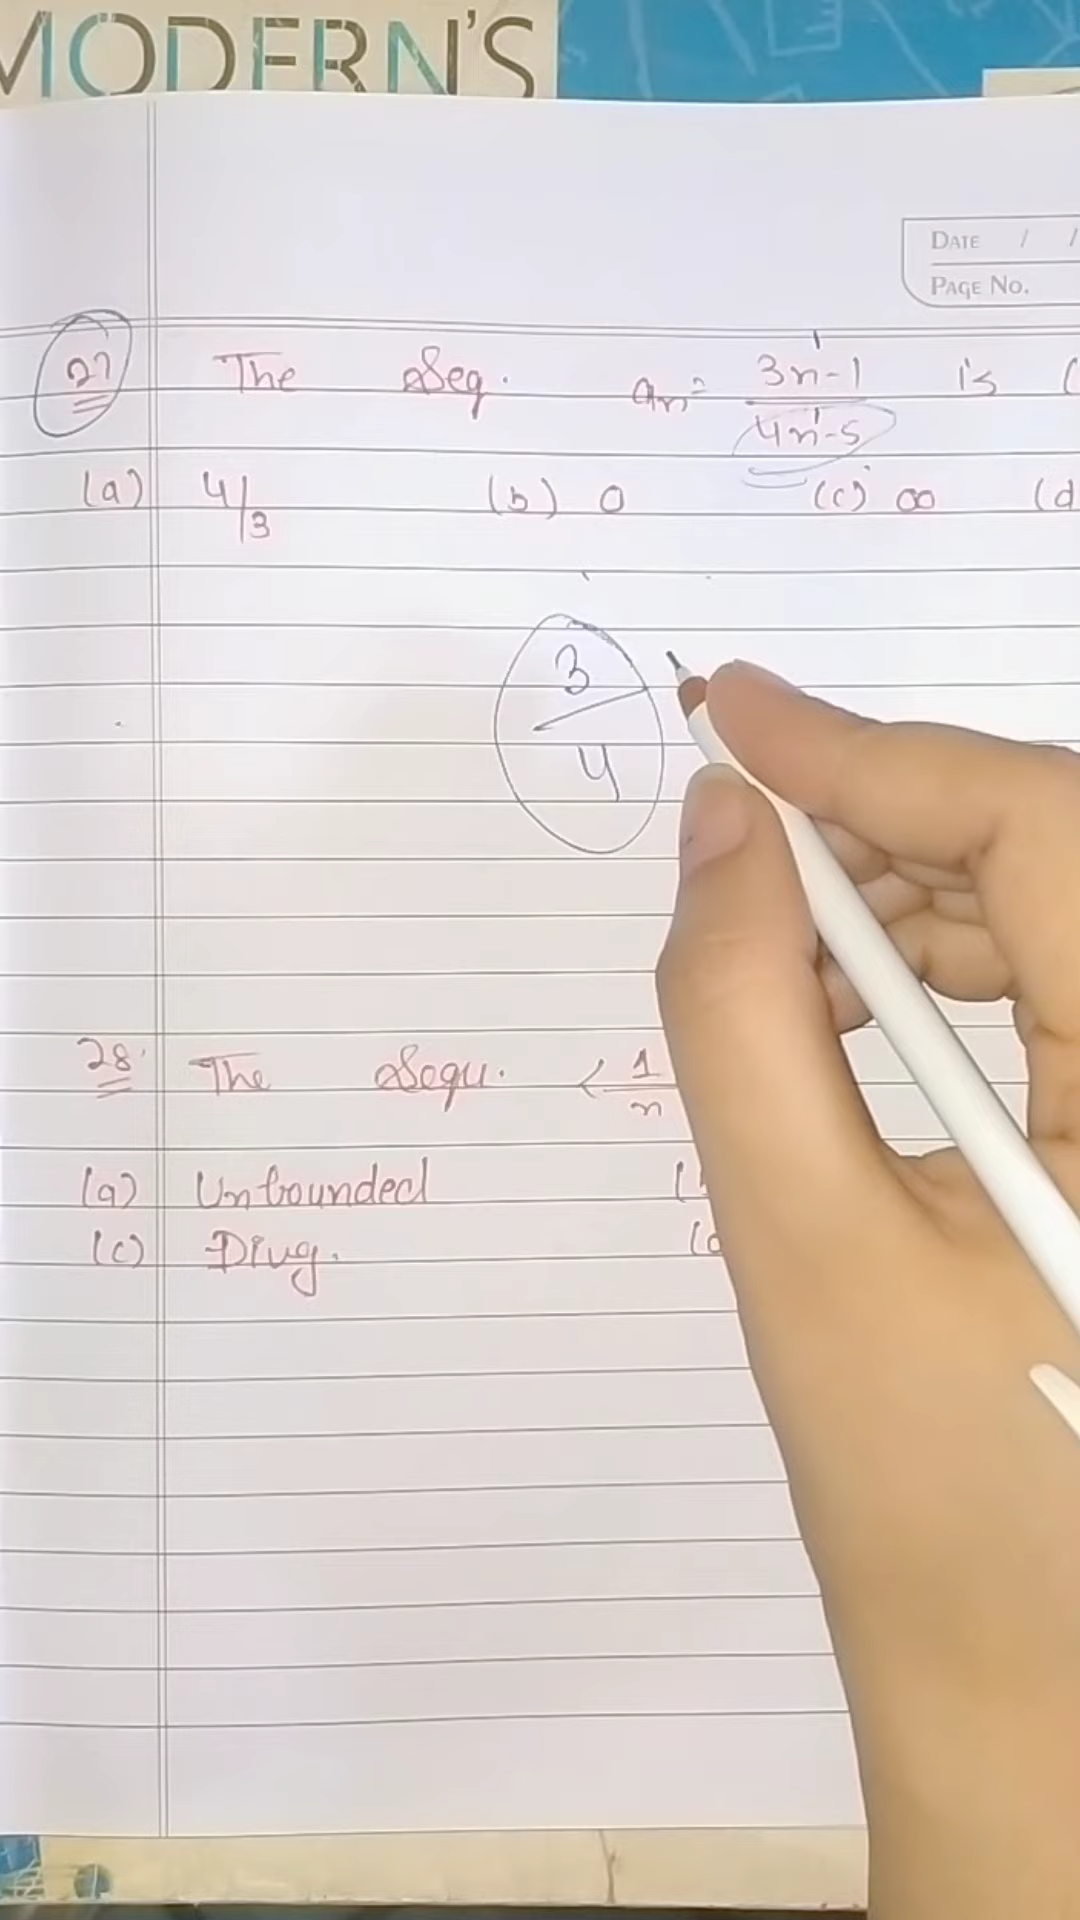 MODERN'S
DATE / /
PAGE NO.
27 The Seq. an = 3n-1 / 4n-5 is (
(a) 4/3 (b) 0 (c) ∞ (d
3/4
28. The Sequ. < 1/n
(a) Unbounded (
(c) Divg. (